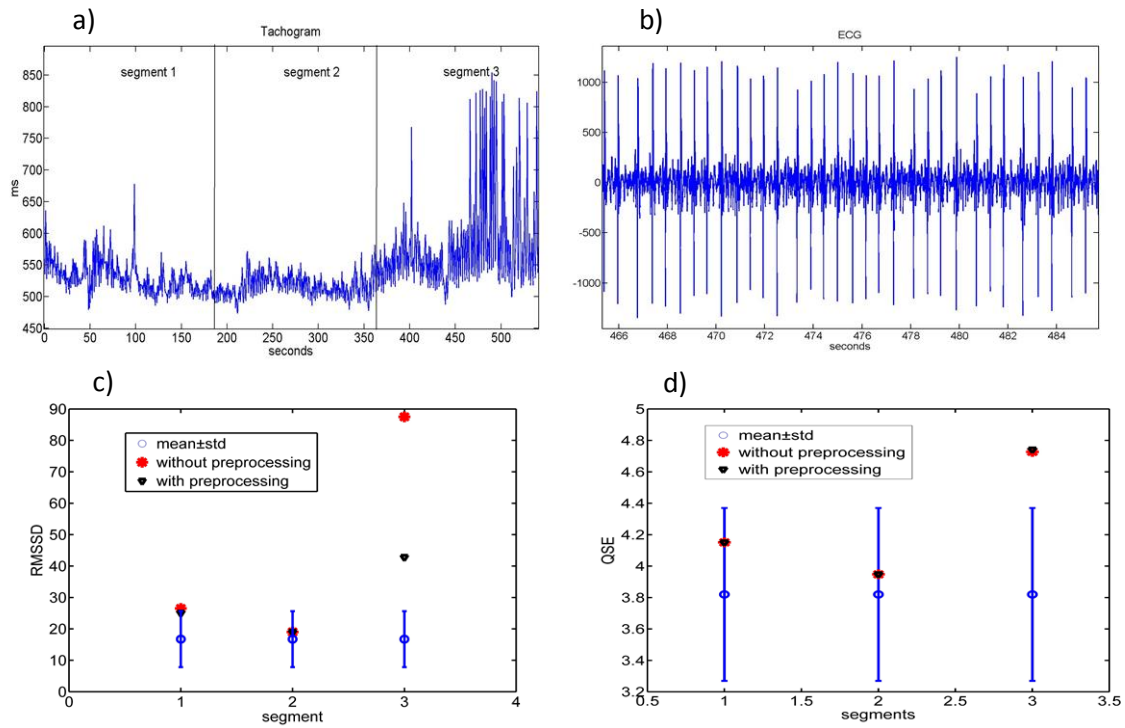 a)
Tachogram
segment 1 segment 2 segment 3
850
800
750
700
650
600
550
500
450
ms
0 50 100 150 200 250 300 350 400 450 500
seconds
b)
ECG
1000
500
0
-500
-1000
466 468 470 472 474 476 478 480 482 484
seconds
c)
90
80
70
60
50
40
30
20
10
0
RMSSD
mean±std
without preprocessing
with preprocessing
0 1 2 3 4
segment
d)
5
4.8
4.6
4.4
4.2
4
3.8
3.6
3.4
3.2
QSE
mean±std
without preprocessing
with preprocessing
0.5 1 1.5 2 2.5 3 3.5
segments